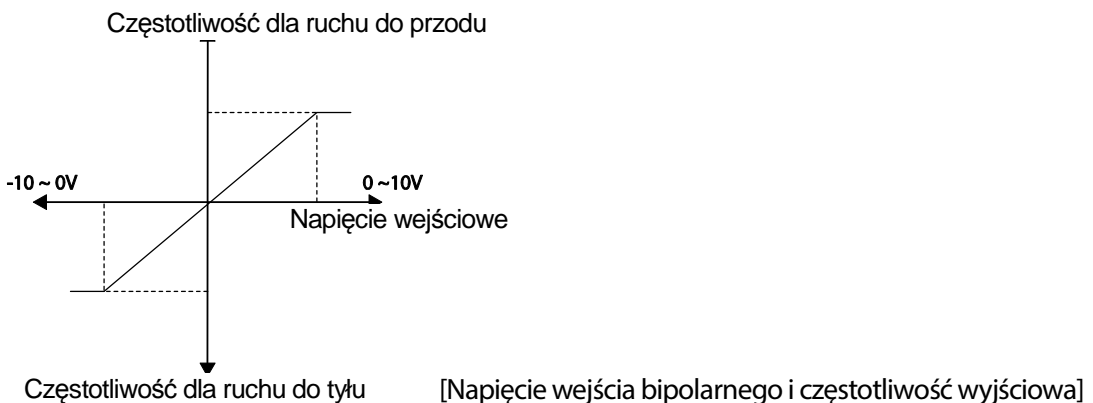 Częstotliwość dla ruchu do przodu
-10 ~ 0V
0 ~10V
Napięcie wejściowe
Częstotliwość dla ruchu do tyłu
[Napięcie wejścia bipolarnego i częstotliwość wyjściowa]